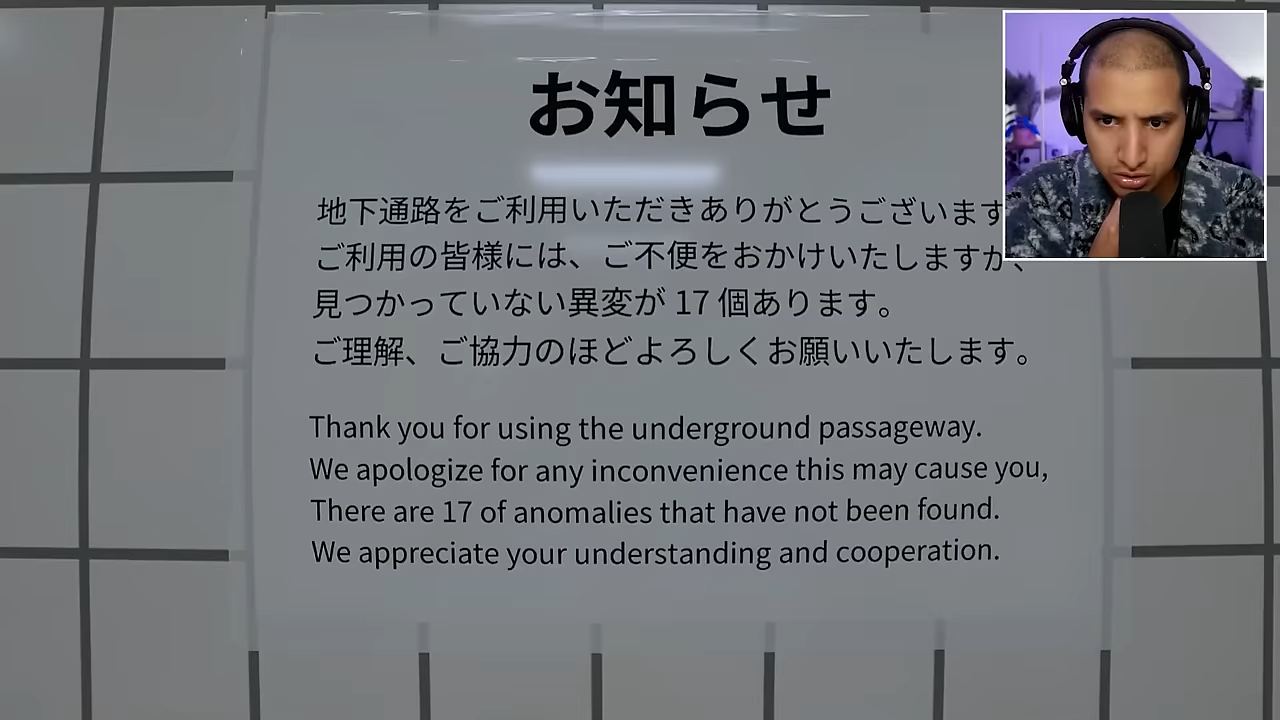 お知らせ
地下通路をご利用いただきありがとうございます
ご利用の皆様には、ご不便をおかけいたしますが、
見つかっていない異変が 17 個あります。
ご理解、ご協力のほどよろしくお願いいたします。
Thank you for using the underground passageway.
We apologize for any inconvenience this may cause you,
There are 17 of anomalies that have not been found.
We appreciate your understanding and cooperation.